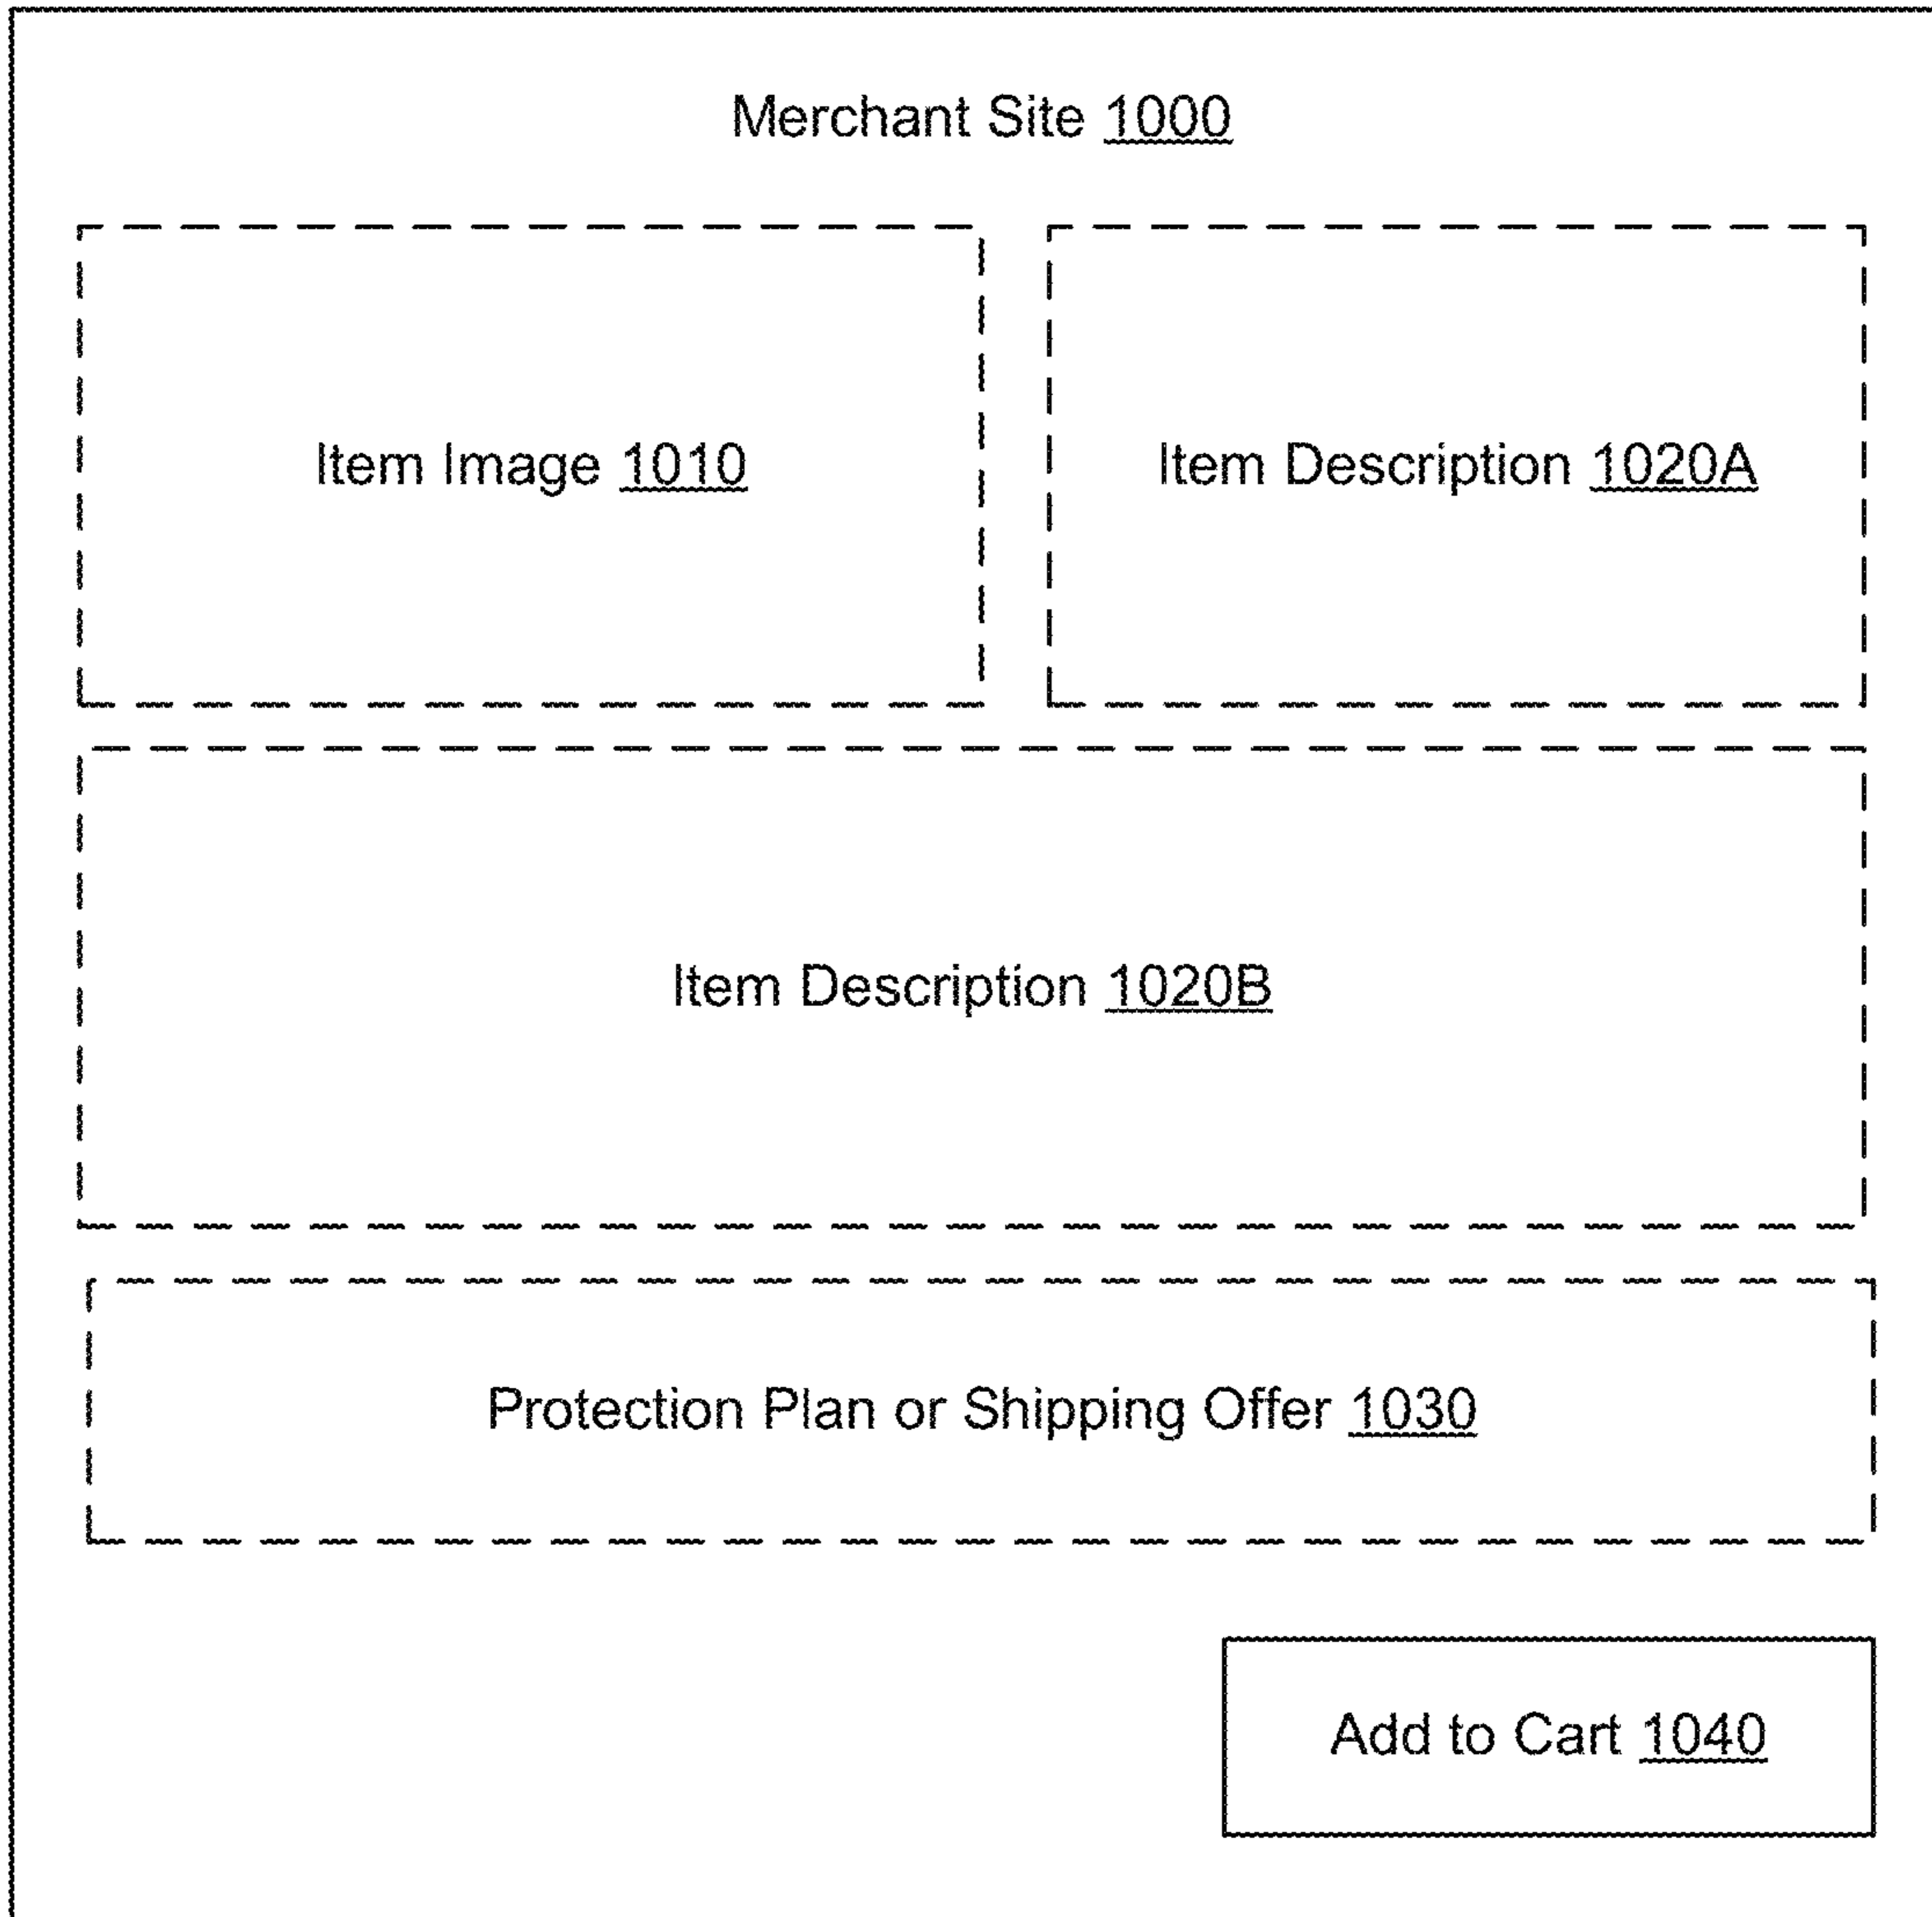 Merchant Site 1000
Item Image 1010
Item Description 1020A
Item Description 1020B
Protection Plan or Shipping Offer 1030
Add to Cart 1040